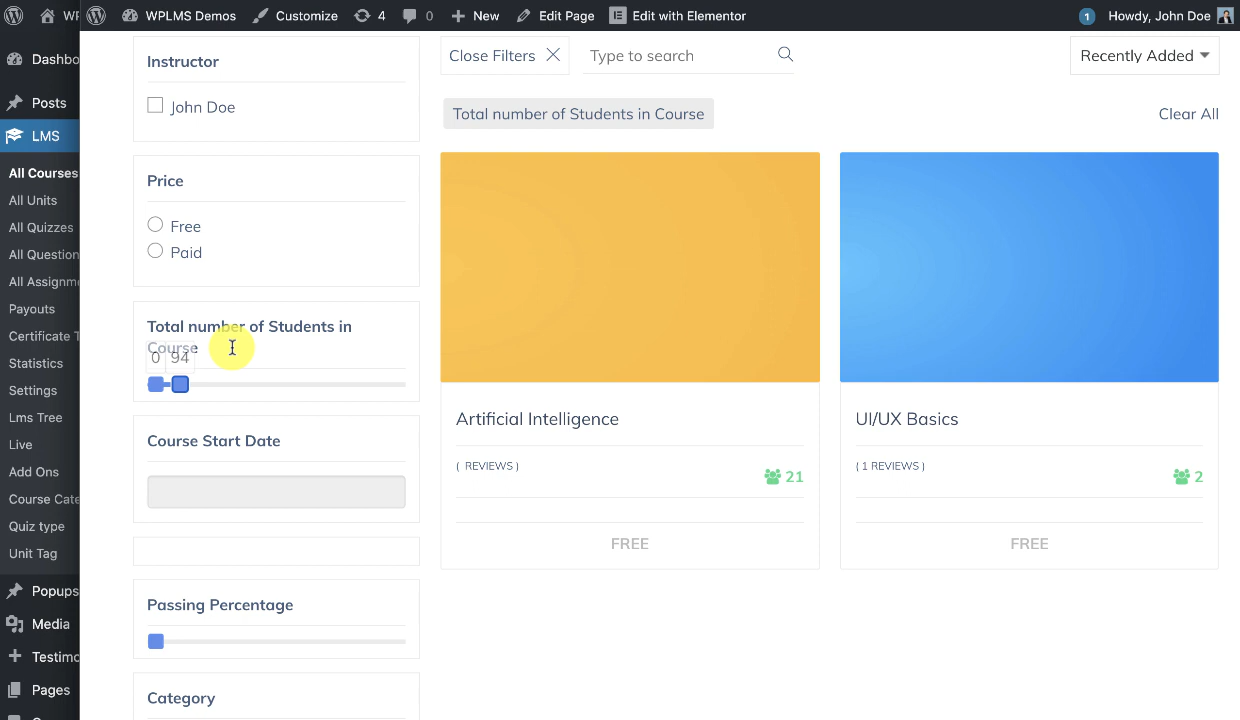 WP
WPLMS Demos
Customize
4
0
New
Edit Page
Edit with Elementor
1
Howdy, John Doe
Dashbo
Posts
LMS
All Courses
All Units
All Quizzes
All Question
All Assignm
Payouts
Certificate T
Statistics
Settings
Lms Tree
Live
Add Ons
Course Cate
Quiz type
Unit Tag
Popups
Media
Testimo
Pages
Instructor
John Doe
Price
Free
Paid
Total number of Students in
Course
0 94
Course Start Date
Passing Percentage
Category
Close Filters
Type to search
Recently Added
Total number of Students in Course
Clear All
Artificial Intelligence
( REVIEWS )
21
FREE
UI/UX Basics
( 1 REVIEWS )
2
FREE